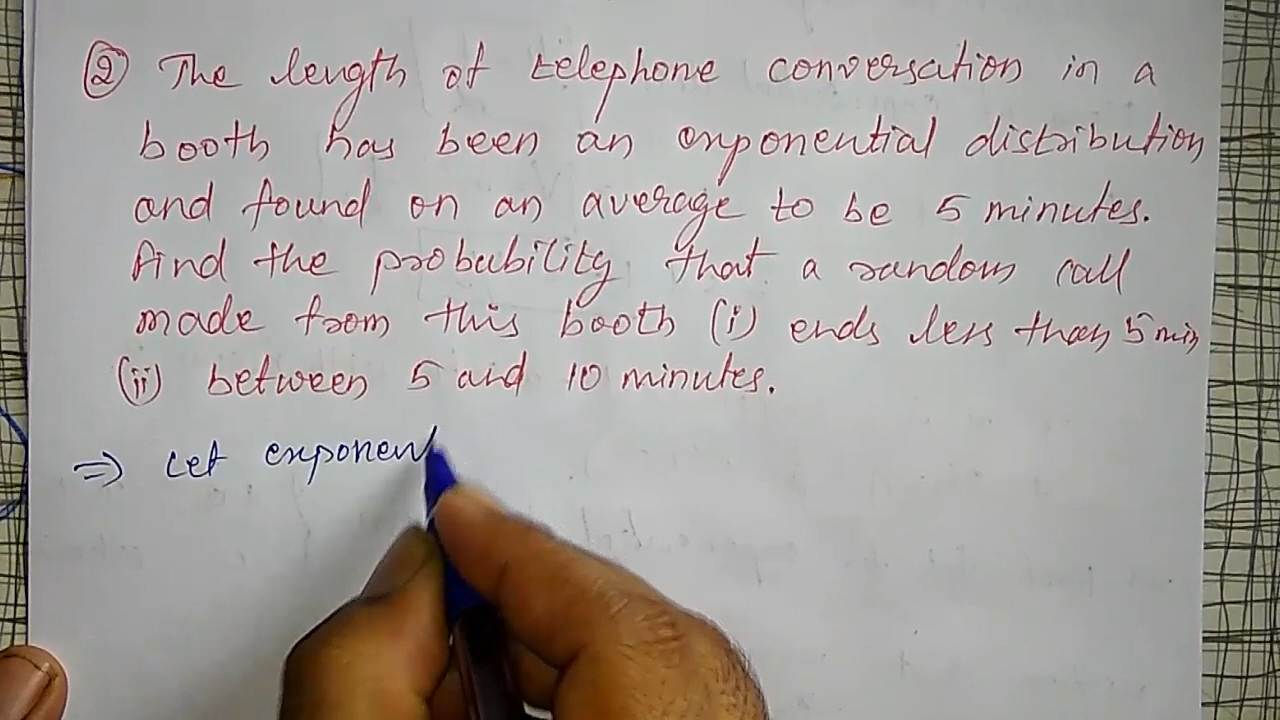 ② The length of telephone conversation in a
booth has been an exponential distribution
and found on an average to be 5 minutes.
Find the probability that a random call
made from this booth (i) ends less than 5 min
(ii) between 5 and 10 minutes.
⇒ Let exponent